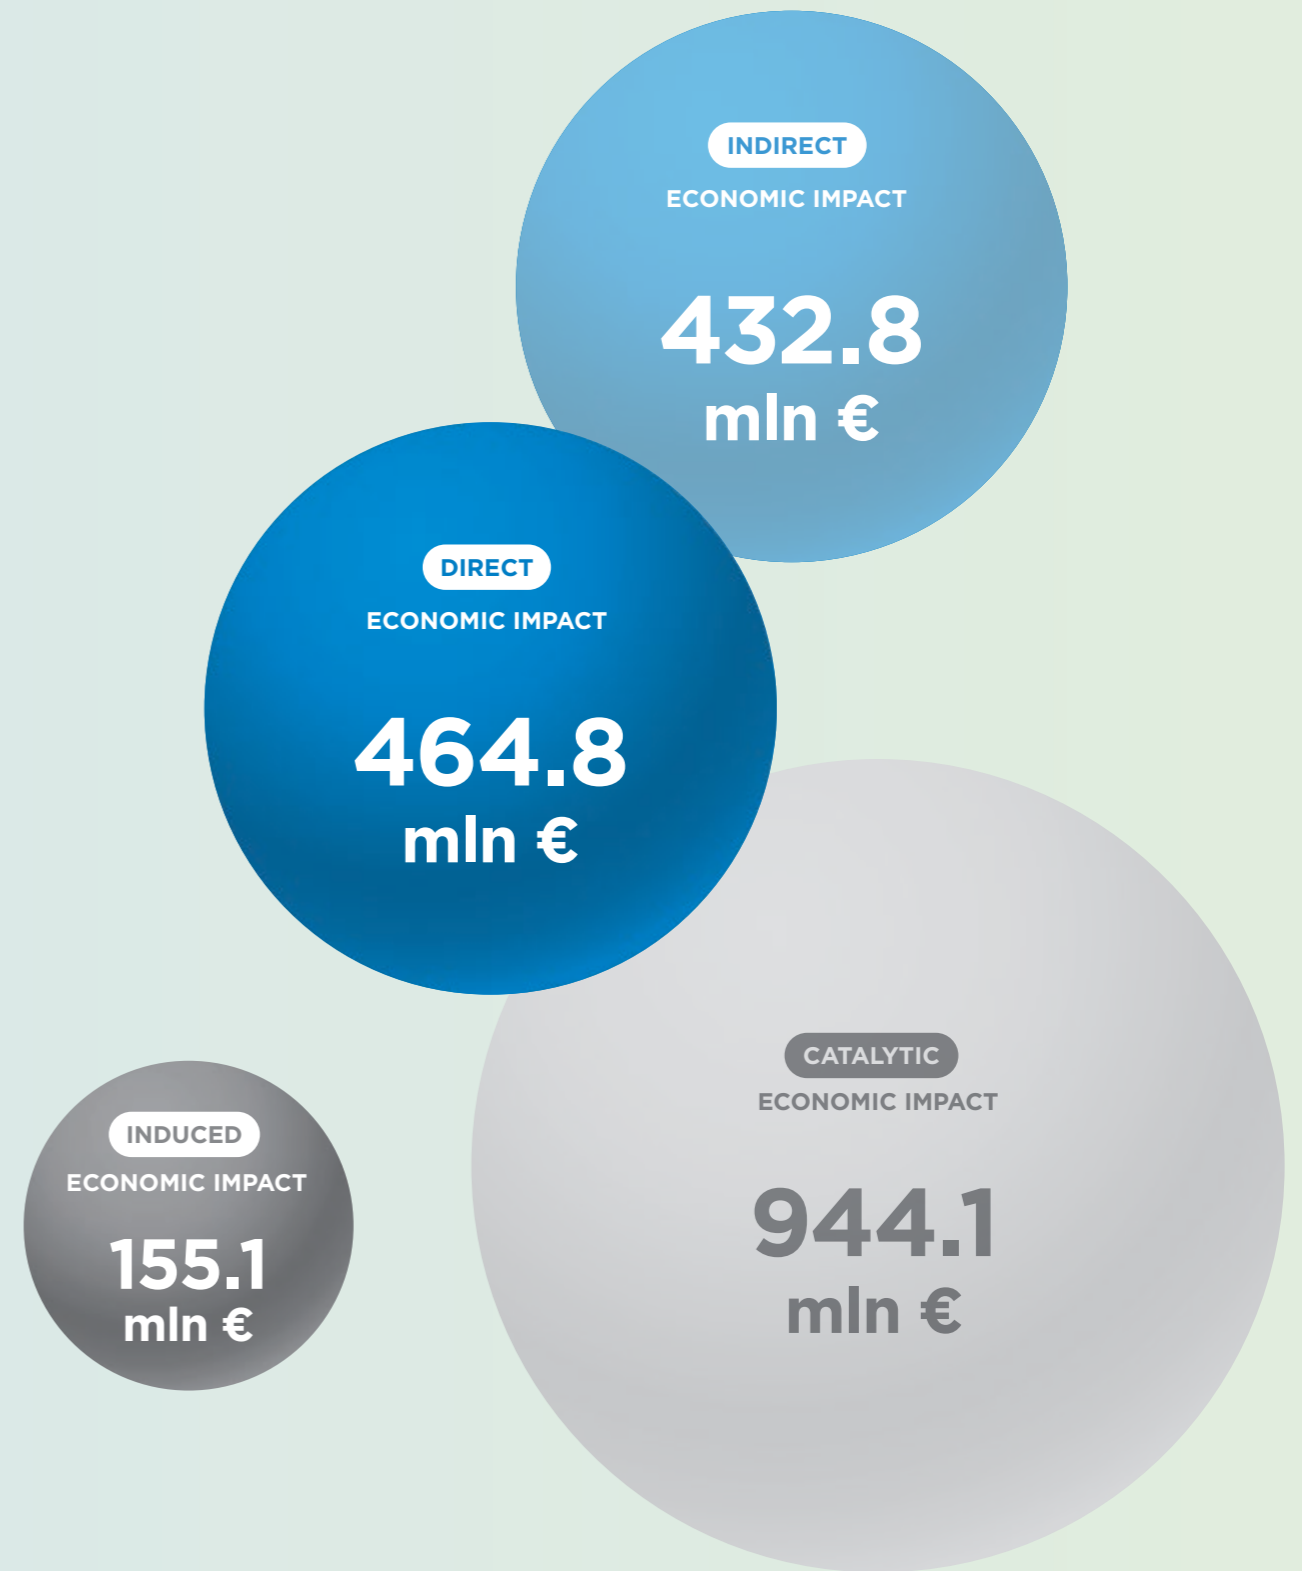 INDIRECT
ECONOMIC IMPACT
432.8
mln €
DIRECT
ECONOMIC IMPACT
464.8
mln €
CATALYTIC
ECONOMIC IMPACT
944.1
mln €
INDUCED
ECONOMIC IMPACT
155.1
mln €